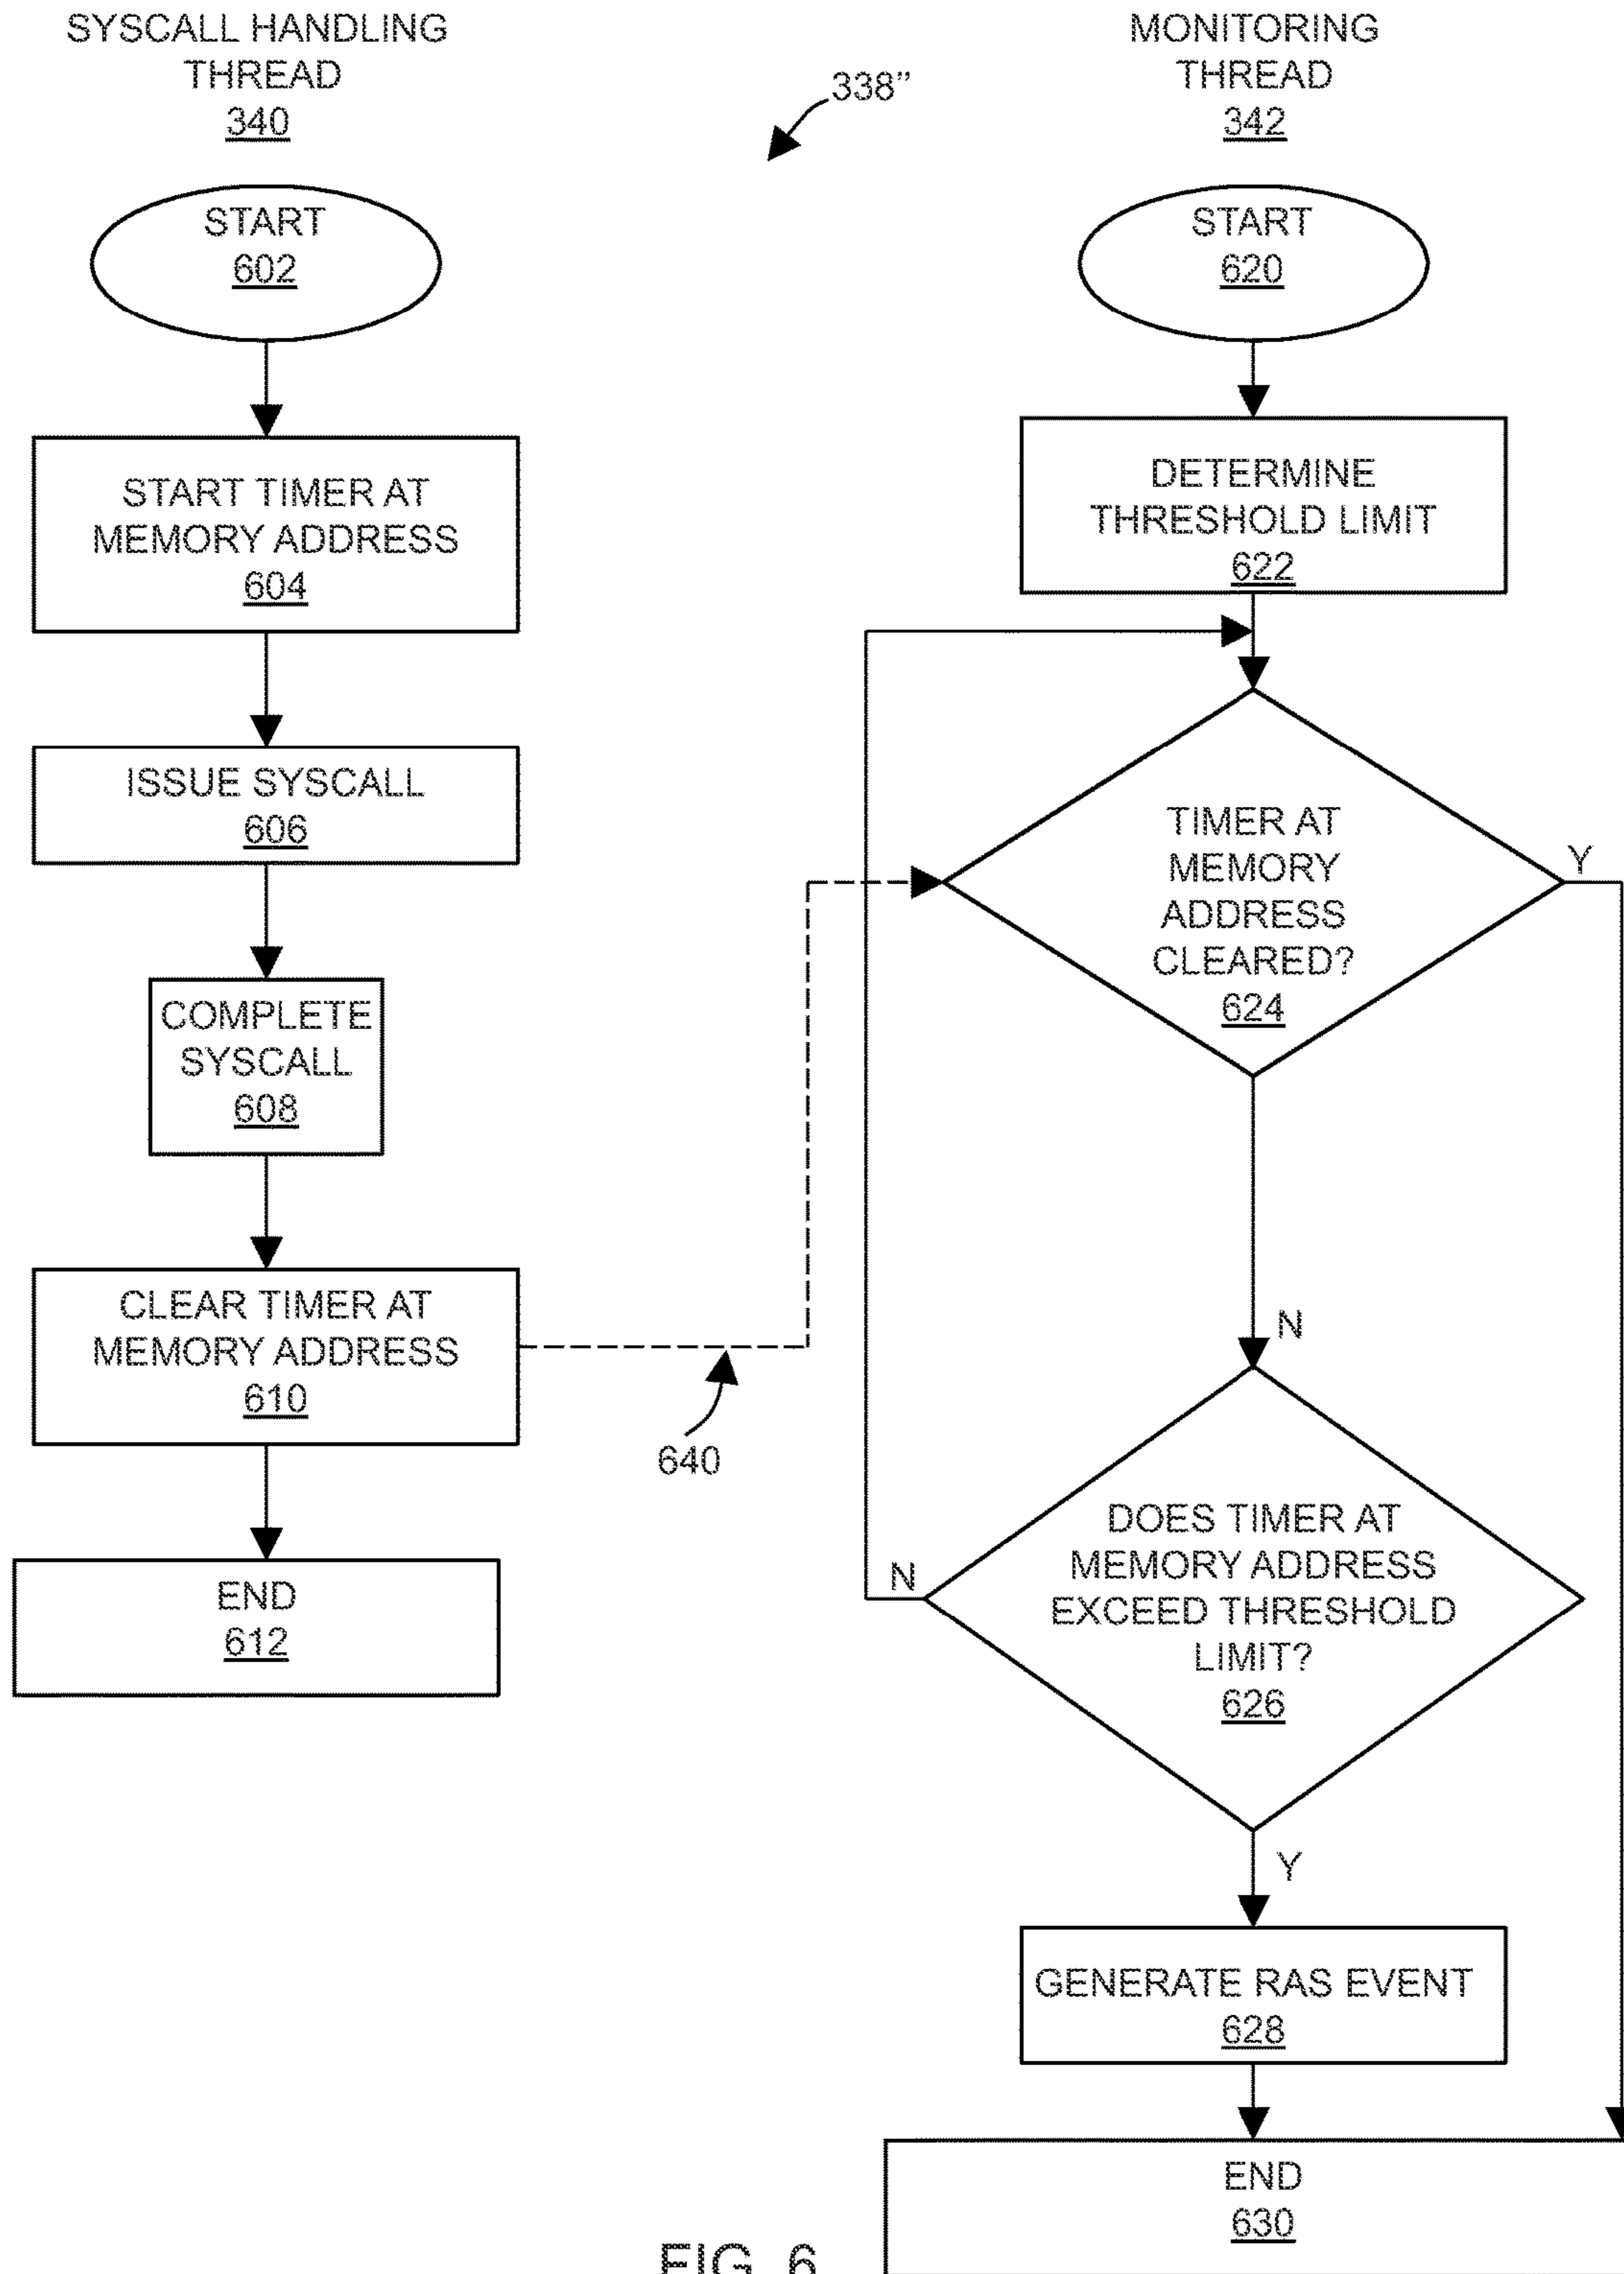 SYSCALL HANDLING
THREAD
340
338”
MONITORING
THREAD
342
START
602
START TIMER AT
MEMORY ADDRESS
604
ISSUE SYSCALL
606
COMPLETE
SYSCALL
608
CLEAR TIMER AT
MEMORY ADDRESS
610
END
612
640
START
620
DETERMINE
THRESHOLD LIMIT
622
TIMER AT
MEMORY
ADDRESS
CLEARED?
624
Y
N
DOES TIMER AT
MEMORY ADDRESS
EXCEED THRESHOLD
LIMIT?
626
N
Y
GENERATE RAS EVENT
628
END
630
FIG. 6